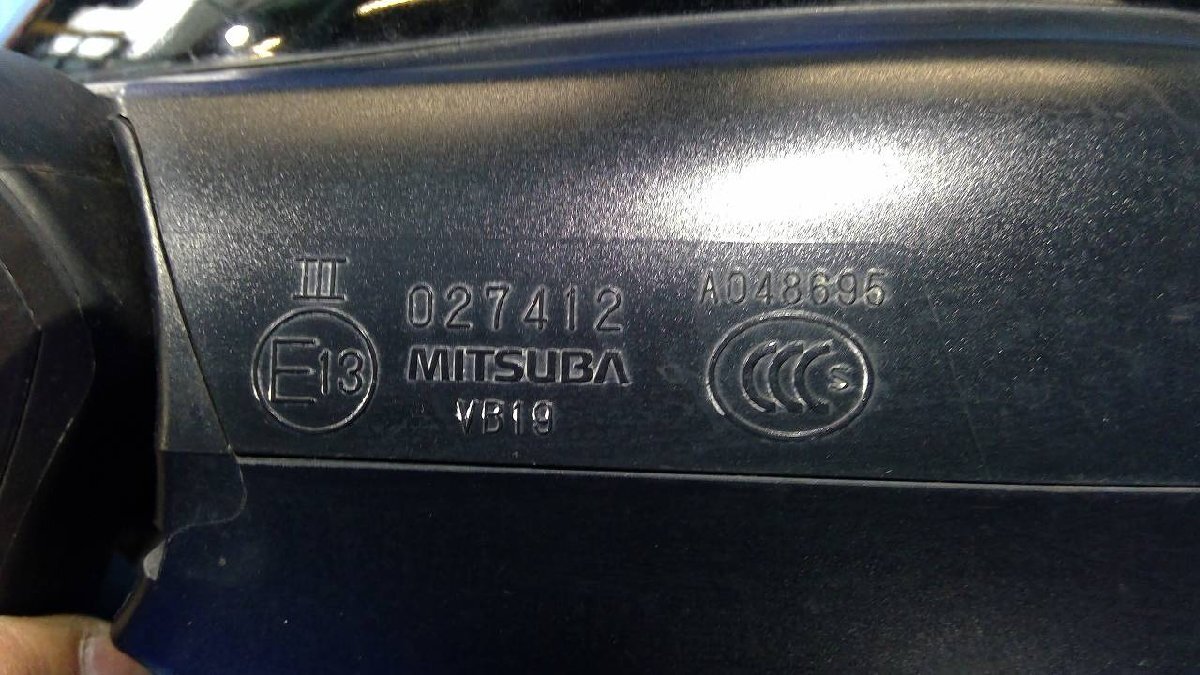 III
E13
027412
MITSUBA
VB19
A048695
CCC S